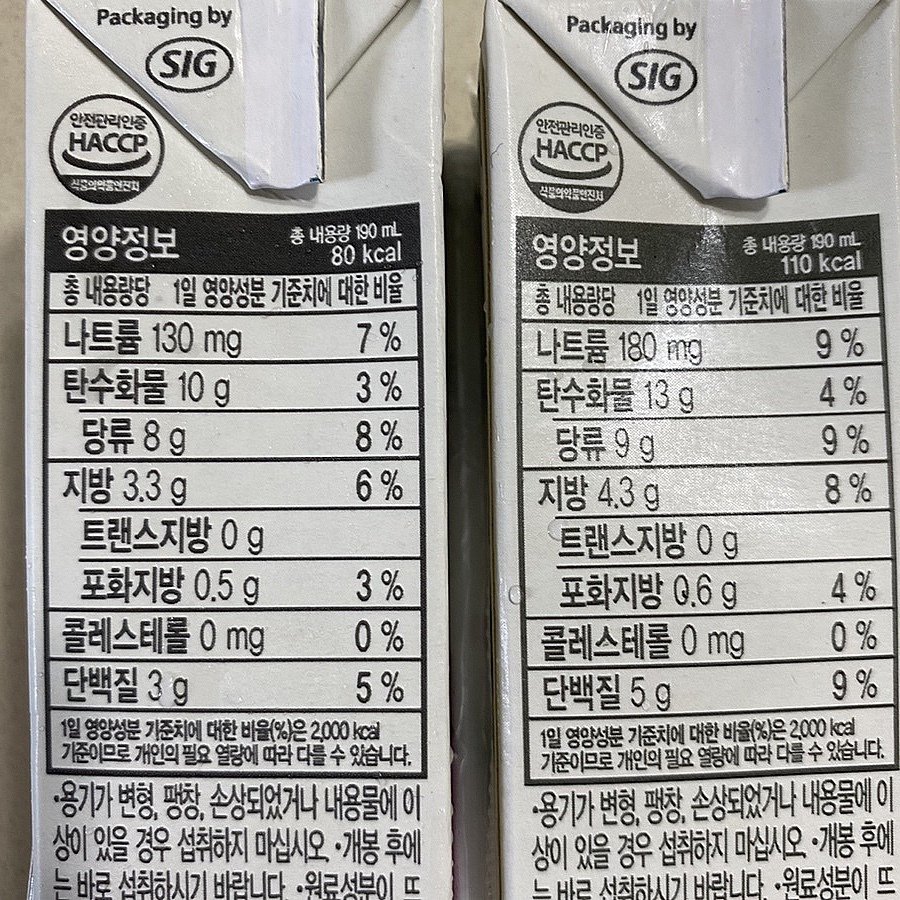 Packaging by
SIG
안전관리인증
HACCP
식품의약품안전처
영양정보
총 내용량 190 mL
80 kcal
총 내용량당 1일 영양성분 기준치에 대한 비율
나트륨 130 mg 7 %
탄수화물 10 g 3 %
당류 8 g 8 %
지방 3.3 g 6 %
트랜스지방 0 g
포화지방 0.5 g 3 %
콜레스테롤 0 mg 0 %
단백질 3 g 5 %
1일 영양성분 기준치에 대한 비율(%)은 2,000 kcal
기준이므로 개인의 필요 열량에 따라 다를 수 있습니다.
•용기가 변형, 팽창, 손상되었거나 내용물에 이
상이 있을 경우 섭취하지 마십시오. •개봉 후에
는 바로 섭취하시기 바랍니다. •원료성분이 뜨
Packaging by
SIG
안전관리인증
HACCP
식품의약품안전처
영양정보
총 내용량 190 mL
110 kcal
총 내용량당 1일 영양성분 기준치에 대한 비율
나트륨 180 mg 9 %
탄수화물 13 g 4 %
당류 9 g 9 %
지방 4.3 g 8 %
트랜스지방 0 g
포화지방 0.6 g 4 %
콜레스테롤 0 mg 0 %
단백질 5 g 9 %
1일 영양성분 기준치에 대한 비율(%)은 2,000 kcal
기준이므로 개인의 필요 열량에 따라 다를 수 있습니다.
•용기가 변형, 팽창, 손상되었거나 내용물에 이
상이 있을 경우 섭취하지 마십시오. •개봉 후에
는 바로 섭취하시기 바랍니다. •원료성분이 뜨